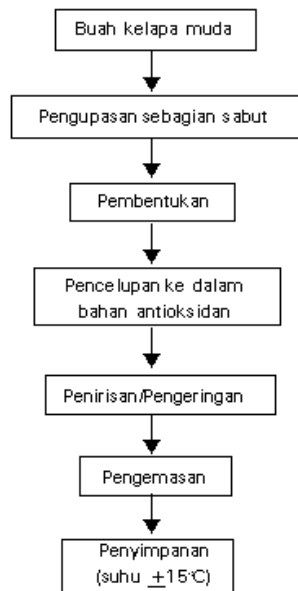 Buah kelapa muda
Pengupasan sebagian sabut
Pembentukan
Pencelupan ke dalam
bahan antioksidan
Penirisan/Pengeringan
Pengemasan
Penyimpanan
(suhu ±15°C)